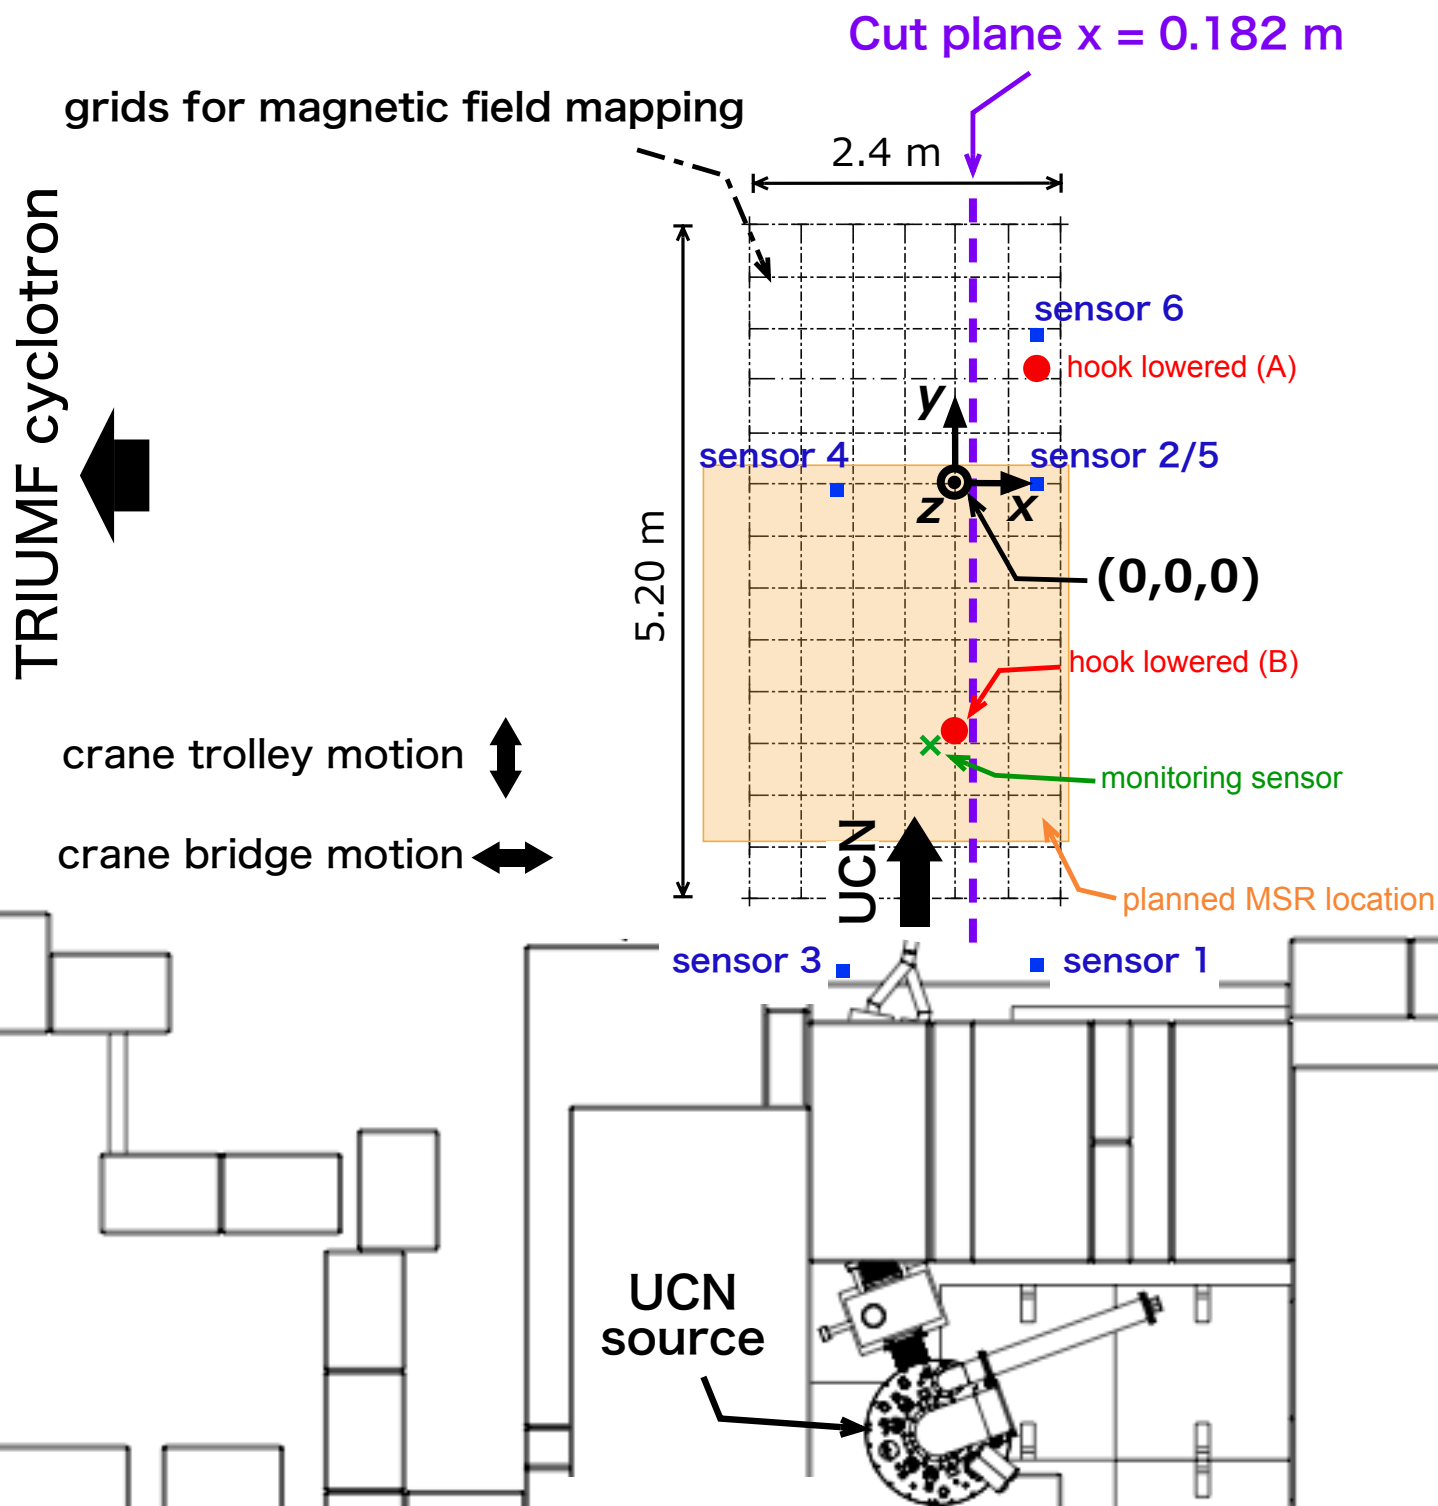 Cut plane x = 0.182 m
grids for magnetic field mapping
2.4 m
TRIUMF cyclotron
sensor 6
hook lowered (A)
y
sensor 4
sensor 2/5
z
x
5.20 m
(0,0,0)
hook lowered (B)
crane trolley motion
monitoring sensor
crane bridge motion
UCN
planned MSR location
sensor 3
sensor 1
UCN
source